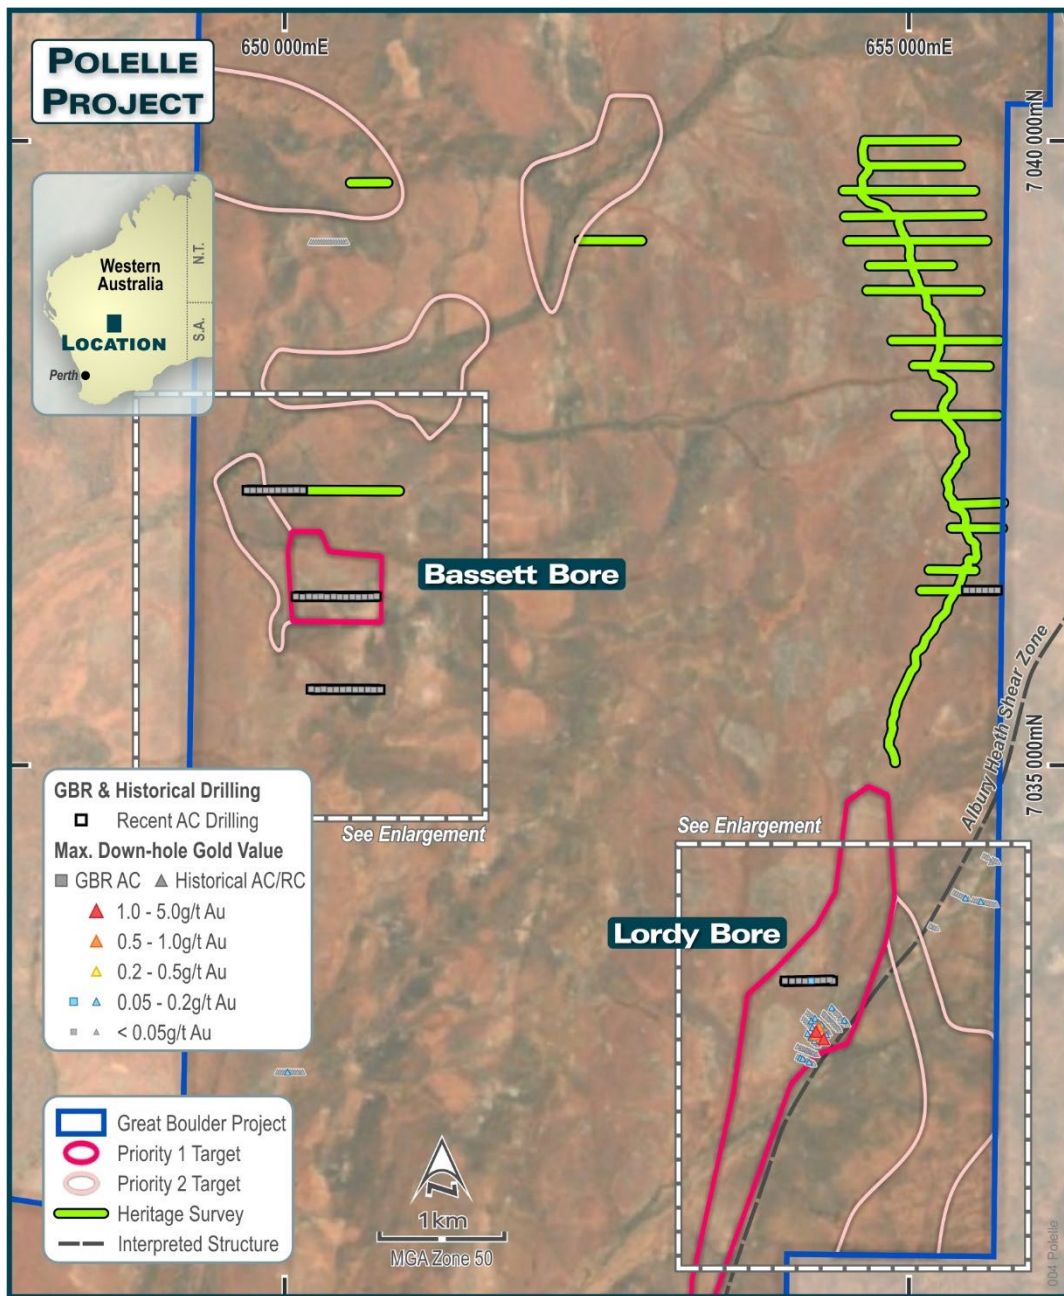 POLELLE
PROJECT
650 000mE
655 000mE
7 040 000mN
Western
Australia
N.T.
S.A.
LOCATION
Perth
Bassett Bore
Albury Heath Shear Zone
7 035 000mN
See Enlargement
See Enlargement
Lordy Bore
GBR & Historical Drilling
Recent AC Drilling
Max. Down-hole Gold Value
GBR AC
Historical AC/RC
1.0 - 5.0g/t Au
0.5 - 1.0g/t Au
0.2 - 0.5g/t Au
0.05 - 0.2g/t Au
< 0.05g/t Au
Great Boulder Project
Priority 1 Target
Priority 2 Target
Heritage Survey
Interpreted Structure
N
1km
MGA Zone 50
004 Polelle